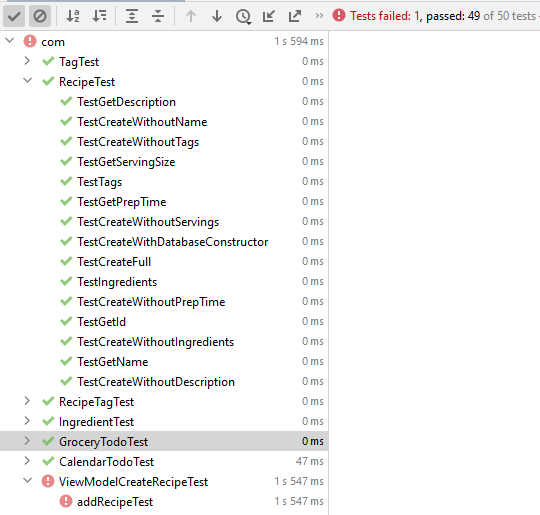 Tests failed: 1, passed: 49 of 50 tests
com 1 s 594 ms
TagTest 0 ms
RecipeTest 0 ms
TestGetDescription 0 ms
TestCreateWithoutName 0 ms
TestCreateWithoutTags 0 ms
TestGetServingSize 0 ms
TestTags 0 ms
TestGetPrepTime 0 ms
TestCreateWithoutServings 0 ms
TestCreateWithDatabaseConstructor 0 ms
TestCreateFull 0 ms
TestIngredients 0 ms
TestCreateWithoutPrepTime 0 ms
TestGetId 0 ms
TestCreateWithoutIngredients 0 ms
TestGetName 0 ms
TestCreateWithoutDescription 0 ms
RecipeTagTest 0 ms
IngredientTest 0 ms
GroceryTodoTest 0 ms
CalendarTodoTest 47 ms
ViewModelCreateRecipeTest 1 s 547 ms
addRecipeTest 1 s 547 ms